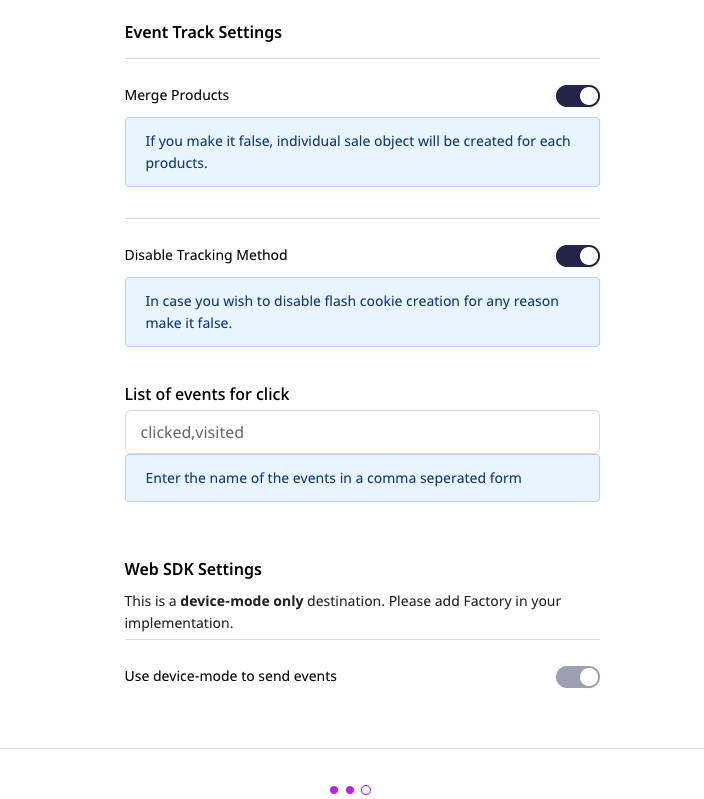 Event Track Settings
Merge Products
If you make it false, individual sale object will be created for each
products.
Disable Tracking Method
In case you wish to disable flash cookie creation for any reason
make it false.
List of events for click
clicked,visited
Enter the name of the events in a comma seperated form
Web SDK Settings
This is a device-mode only destination. Please add Factory in your
implementation.
Use device-mode to send events